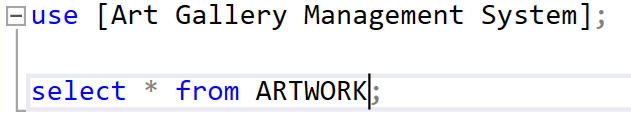 use [Art Gallery Management System];
select * from ARTWORK;